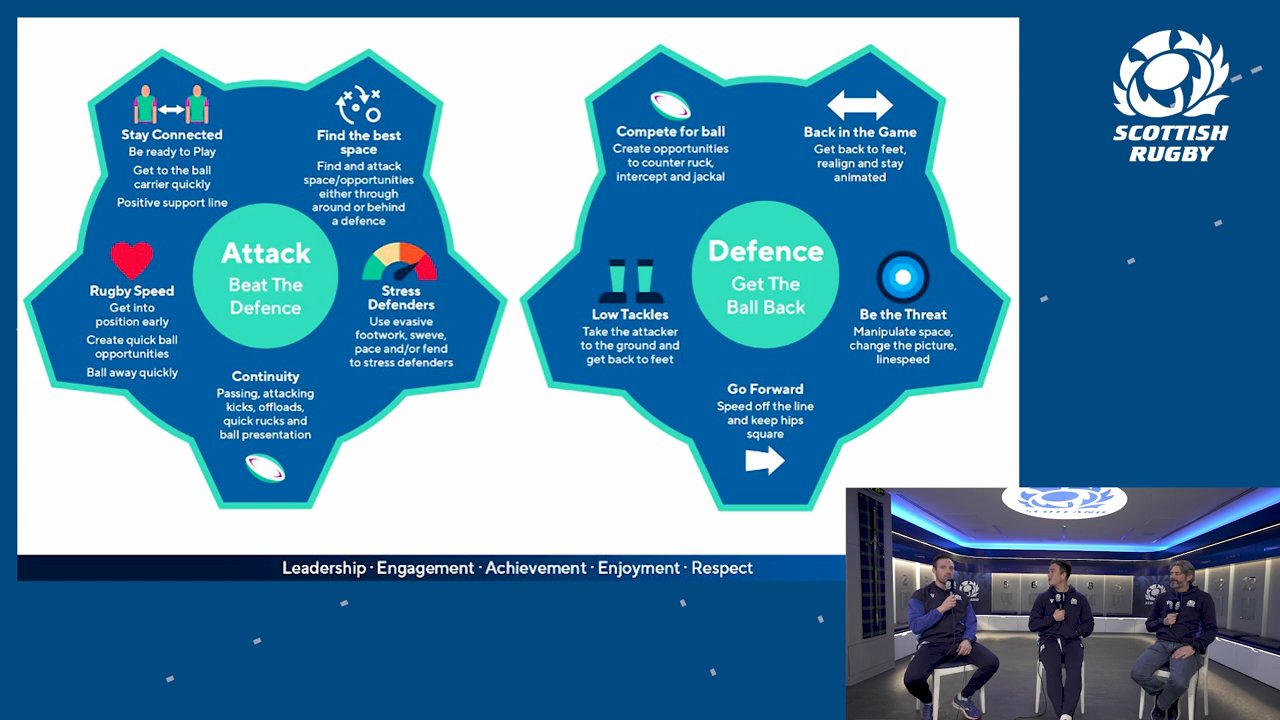 Stay Connected
Be ready to Play
Get to the ball
carrier quickly
Positive support line
Find the best
space
Find and attack
space/opportunities
either through
around or behind
a defence
Attack
Beat The
Defence
Rugby Speed
Get into
position early
Create quick ball
opportunities
Ball away quickly
Stress
Defenders
Use evasive
footwork, sweve,
pace and/or fend
to stress defenders
Continuity
Passing, attacking
kicks, offloads,
quick rucks and
ball presentation
Compete for ball
Create opportunities
to counter ruck,
intercept and jackal
Back in the Game
Get back to feet,
realign and stay
animated
Defence
Get The
Ball Back
Low Tackles
Take the attacker
to the ground and
get back to feet
Be the Threat
Manipulate space,
change the picture,
linespeed
Go Forward
Speed off the line
and keep hips
square
Leadership · Engagement · Achievement · Enjoyment · Respect
SCOTTISH
RUGBY
SCOTLAND